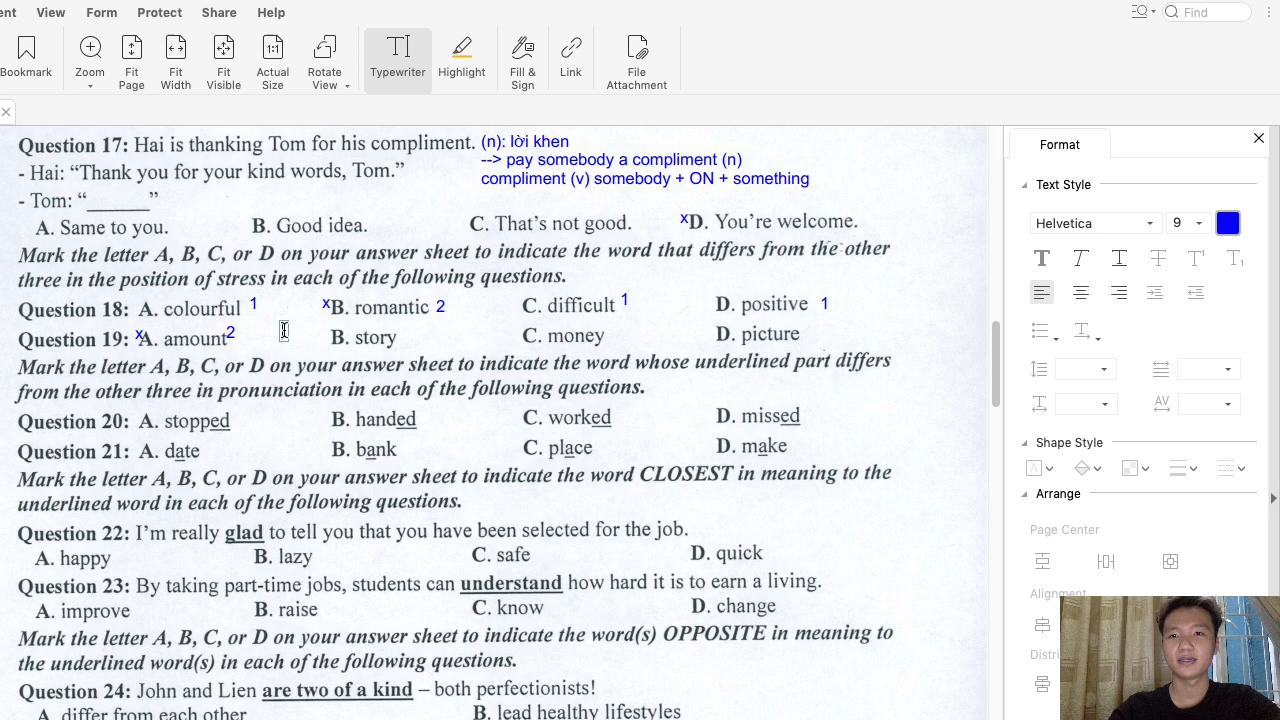 ent View Form Protect Share Help
Find
Bookmark Zoom Fit Page Fit Width Fit Visible 1:1 Actual Size Rotate View Typewriter Highlight Fill & Sign Link File Attachment
Question 17: Hai is thanking Tom for his compliment. (n): lời khen
--> pay somebody a compliment (n)
- Hai: “Thank you for your kind words, Tom.” compliment (v) somebody + ON + something
- Tom: “______”
A. Same to you. B. Good idea. C. That’s not good. xD. You’re welcome.
Mark the letter A, B, C, or D on your answer sheet to indicate the word that differs from the other
three in the position of stress in each of the following questions.
Question 18: A. colourful 1 xB. romantic 2 C. difficult 1 D. positive 1
Question 19: xA. amount2 B. story C. money D. picture
Mark the letter A, B, C, or D on your answer sheet to indicate the word whose underlined part differs
from the other three in pronunciation in each of the following questions.
Question 20: A. stopped B. handed C. worked D. missed
Question 21: A. date B. bank C. place D. make
Mark the letter A, B, C, or D on your answer sheet to indicate the word CLOSEST in meaning to the
underlined word in each of the following questions.
Question 22: I’m really glad to tell you that you have been selected for the job.
A. happy B. lazy C. safe D. quick
Question 23: By taking part-time jobs, students can understand how hard it is to earn a living.
A. improve B. raise C. know D. change
Mark the letter A, B, C, or D on your answer sheet to indicate the word(s) OPPOSITE in meaning to
the underlined word(s) in each of the following questions.
Question 24: John and Lien are two of a kind – both perfectionists!
A. differ from each other B. lead healthy lifestyles
Format
Text Style
Helvetica 9
Shape Style
Arrange
Page Center
Alignment
Distri